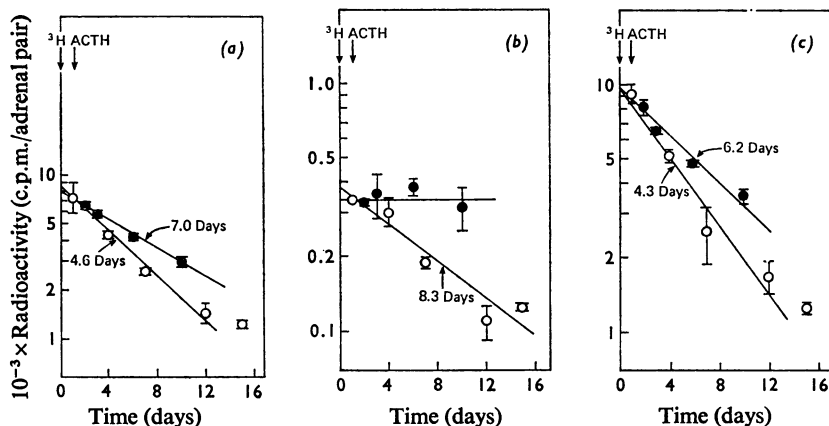 ³H ACTH
(a)
10
5
2
1
7.0 Days
4.6 Days
0 4 8 12 16
Time (days)
10⁻³ × Radioactivity (c.p.m./adrenal pair)
³H ACTH
(b)
1.0
0.5
0.2
0.1
8.3 Days
0 4 8 12 16
Time (days)
³H ACTH
(c)
10
5
2
1
6.2 Days
4.3 Days
0 4 8 12 16
Time (days)